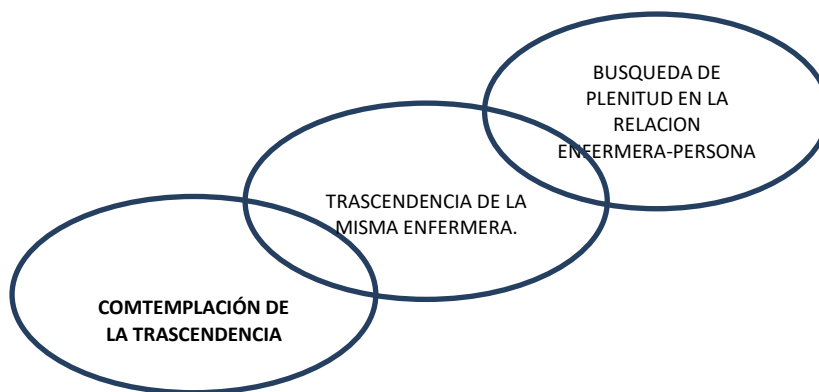 BUSQUEDA DE
PLENITUD EN LA
RELACION
ENFERMERA-PERSONA
TRASCENDENCIA DE LA
MISMA ENFERMERA.
COMTEMPLACIÓN DE
LA TRASCENDENCIA